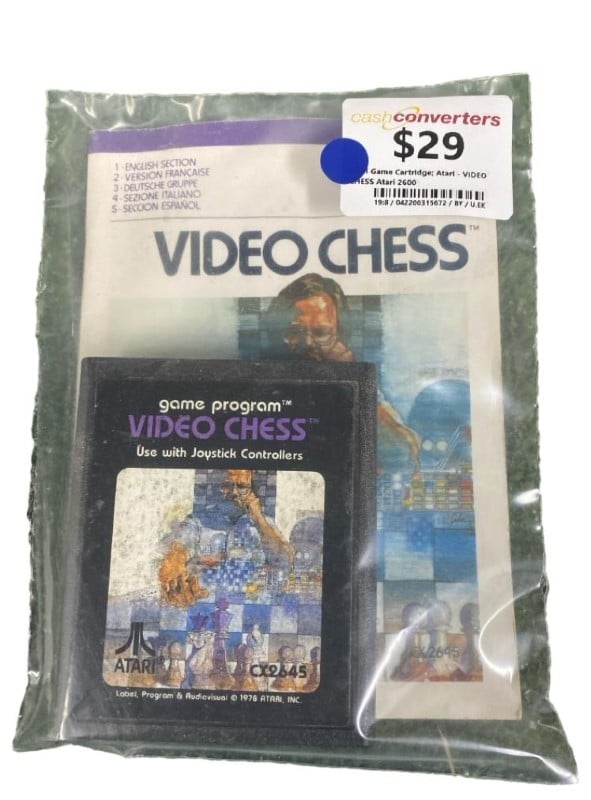 cashconverters
$29
Game Cartridge: Atari - VIDEO
CHESS Atari 2600
19:8 / 042200315672 / BY / U.EK
1 - ENGLISH SECTION
2 - VERSION FRANÇAISE
3 - DEUTSCHE GRUPPE
4 - SEZIONE ITALIANO
5 - SECCION ESPAÑOL
VIDEO CHESS™
game program™
VIDEO CHESS™
Use with Joystick Controllers
ATARI®
CX2645
Label, Program & Audiovisual © 1978 ATARI, INC.
CX2645